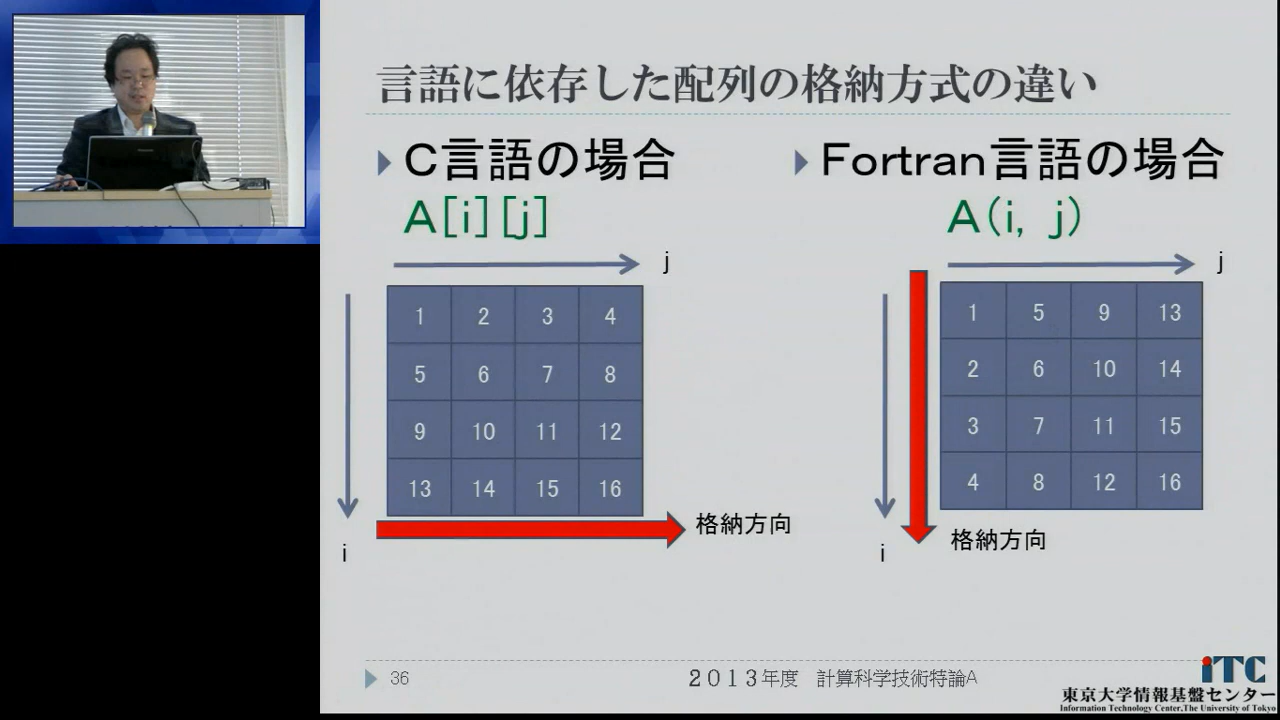 言語に依存した配列の格納方式の違い
C言語の場合
A[i][j]
j
1 2 3 4
5 6 7 8
9 10 11 12
13 14 15 16
格納方向
i
Fortran言語の場合
A(i, j)
j
1 5 9 13
2 6 10 14
3 7 11 15
4 8 12 16
格納方向
i
36
2013年度 計算科学技術特論A
iTC
東京大学情報基盤センター
Information Technology Center,The University of Tokyo